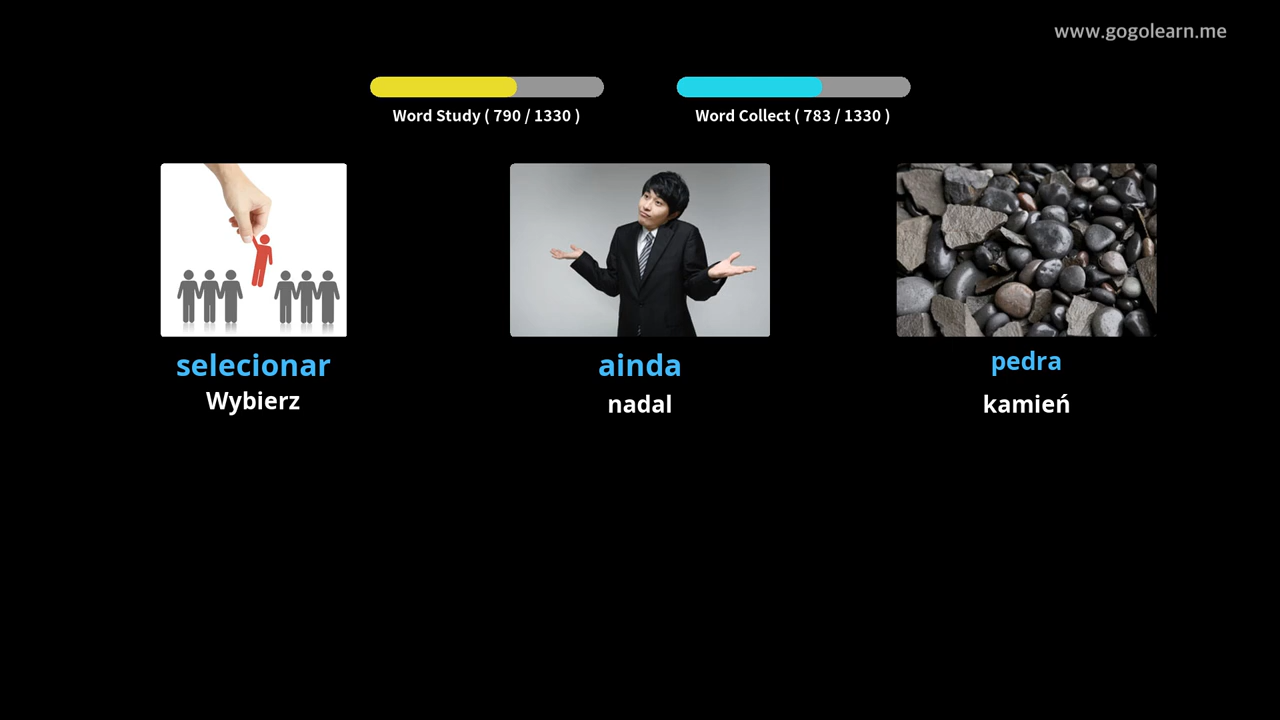 www.gogolearn.me
Word Study ( 790 / 1330 )
Word Collect ( 783 / 1330 )
selecionar
Wybierz
ainda
nadal
pedra
kamień